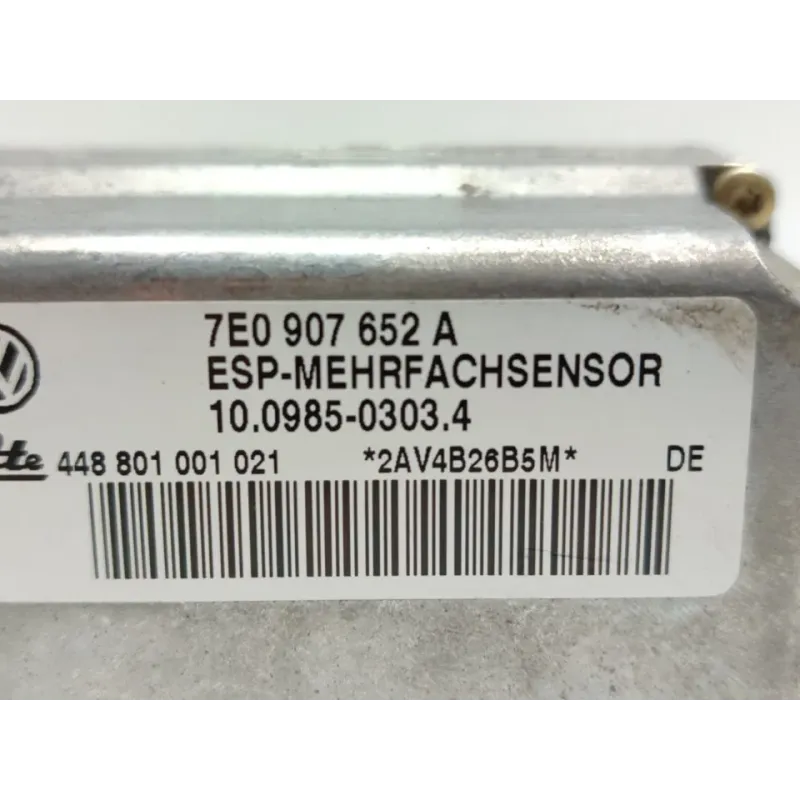 7E0 907 652 A
ESP-MEHRFACHSENSOR
10.0985-0303.4
448 801 001 021 *2AV4B26B5M* DE